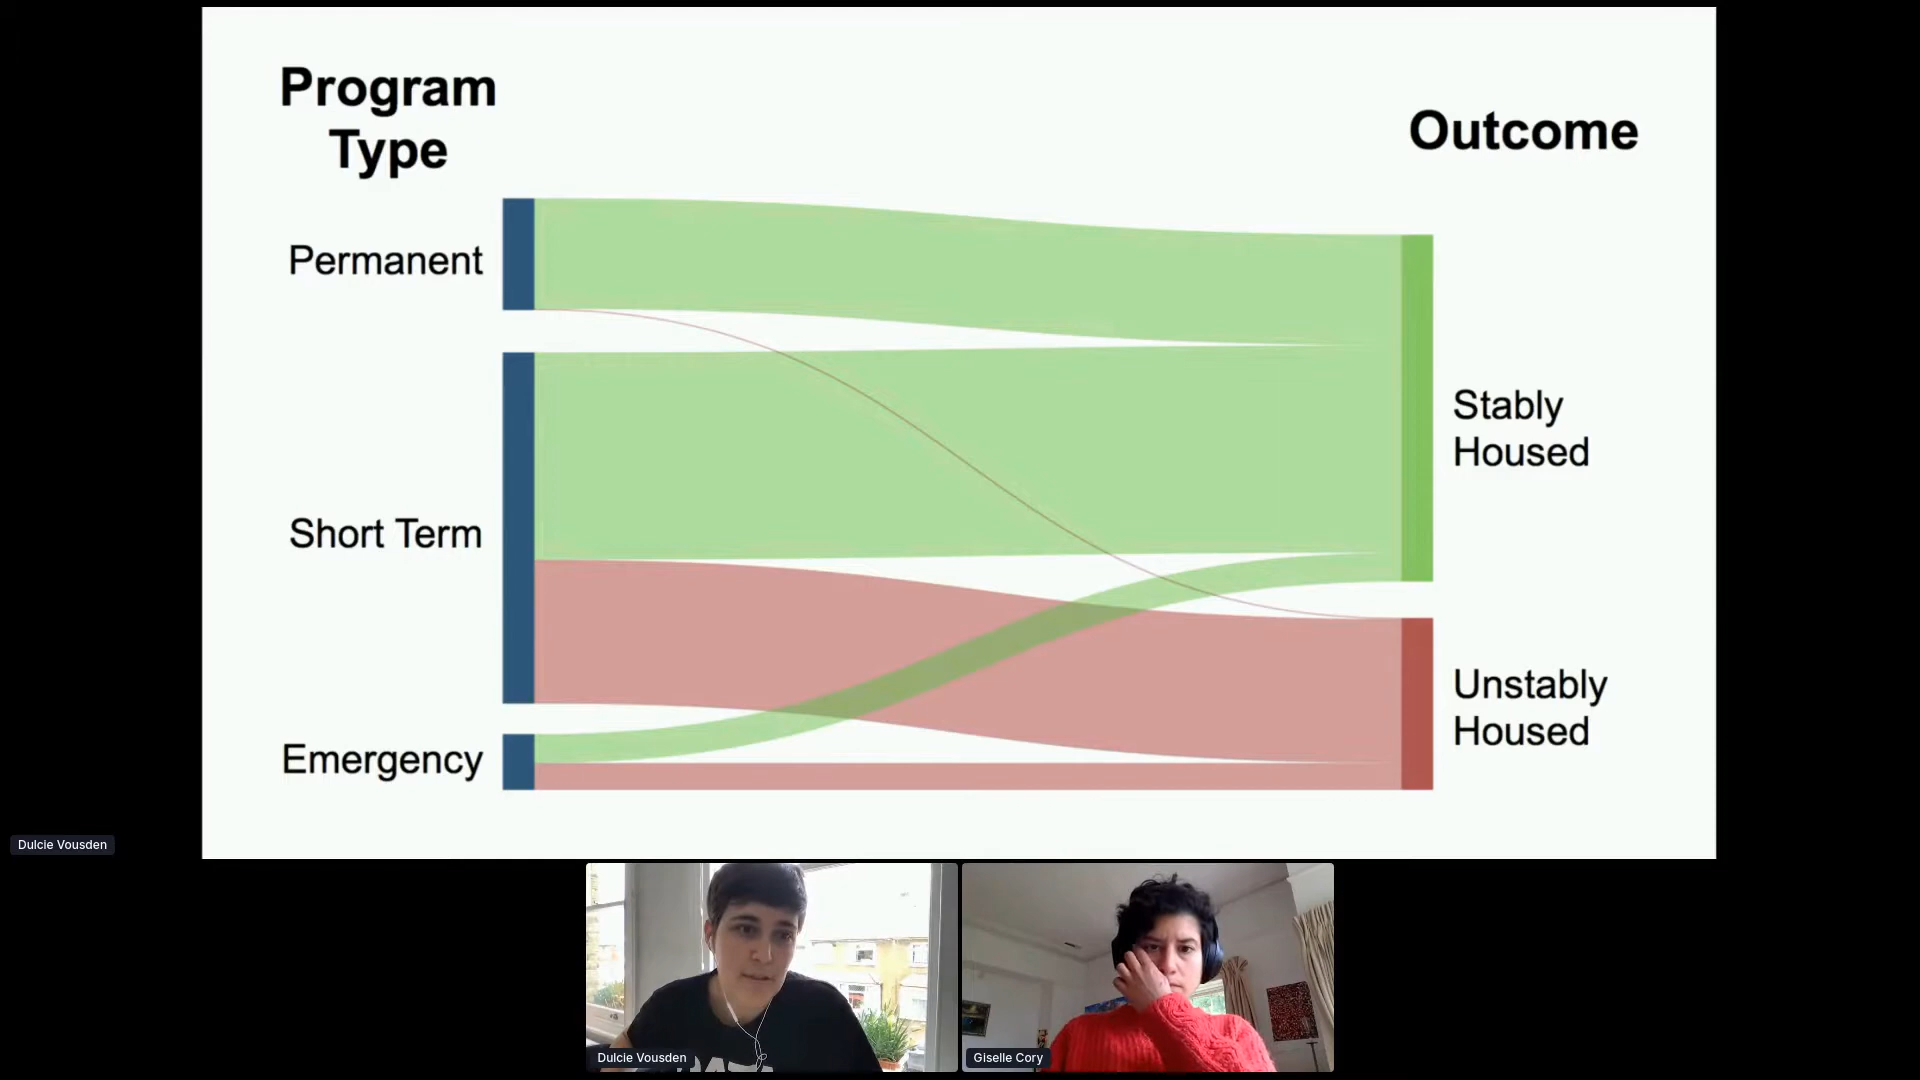 Program
Type
Outcome
Permanent
Stably
Housed
Short Term
Unstably
Housed
Emergency
Dulcie Vousden
Dulcie Vousden
Giselle Cory